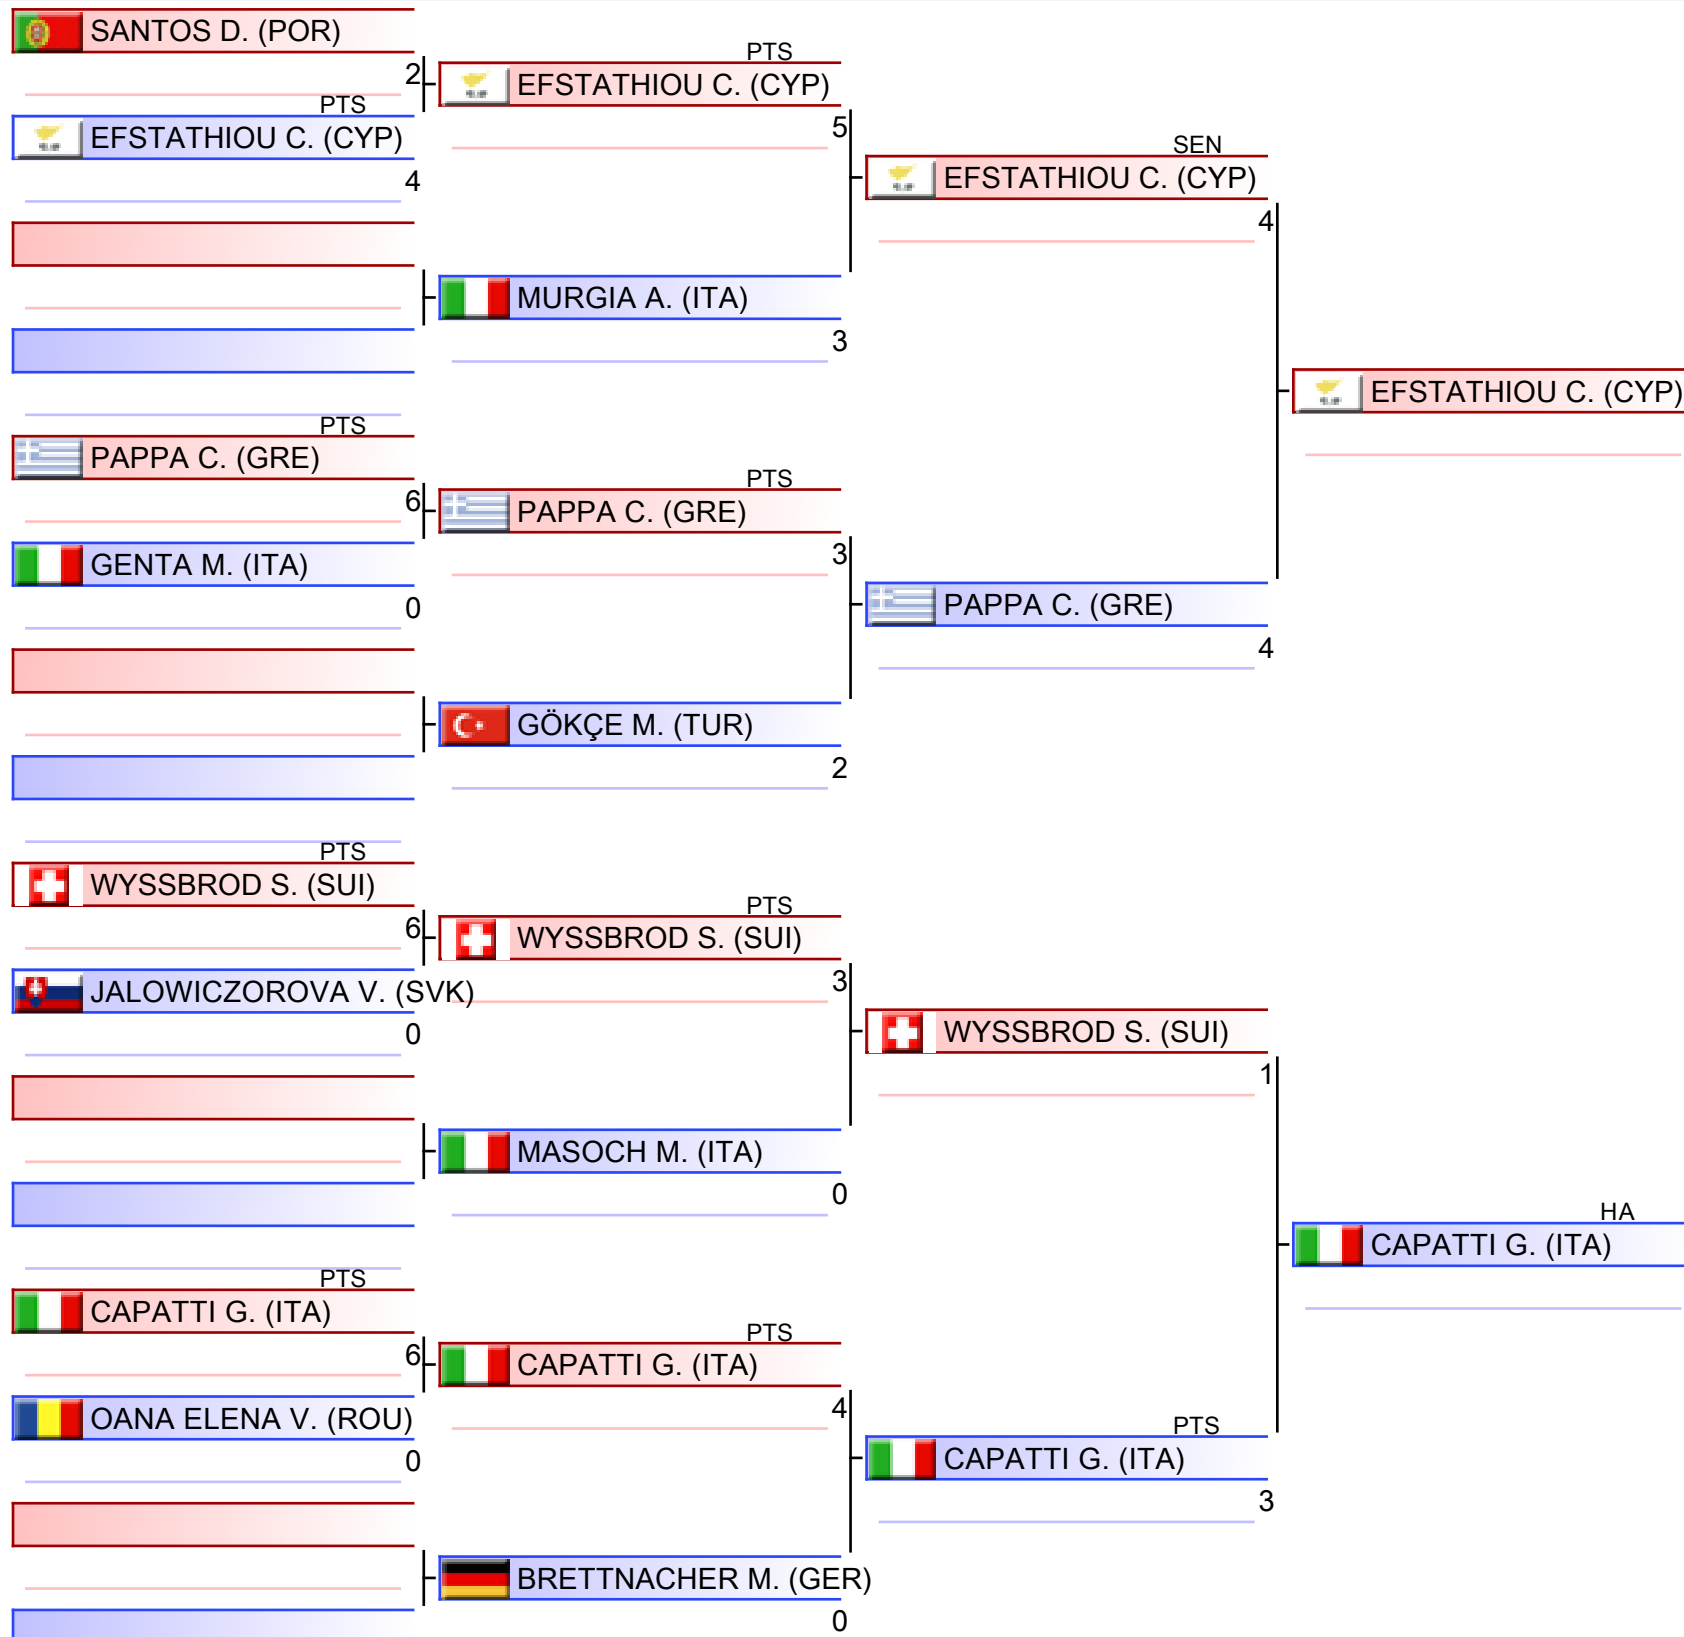 SANTOS D. (POR)
2
PTS
EFSTATHIOU C. (CYP)
4
PTS
PAPPA C. (GRE)
6
GENTA M. (ITA)
0
PTS
WYSSBROD S. (SUI)
6
JALOWICZOROVA V. (SVK)
0
PTS
CAPATTI G. (ITA)
6
OANA ELENA V. (ROU)
0
PTS
EFSTATHIOU C. (CYP)
5
MURGIA A. (ITA)
3
PTS
PAPPA C. (GRE)
3
GÖKÇE M. (TUR)
2
PTS
WYSSBROD S. (SUI)
3
MASOCH M. (ITA)
0
PTS
CAPATTI G. (ITA)
4
BRETTNACHER M. (GER)
0
SEN
EFSTATHIOU C. (CYP)
4
PAPPA C. (GRE)
4
WYSSBROD S. (SUI)
1
PTS
CAPATTI G. (ITA)
3
EFSTATHIOU C. (CYP)
HA
CAPATTI G. (ITA)